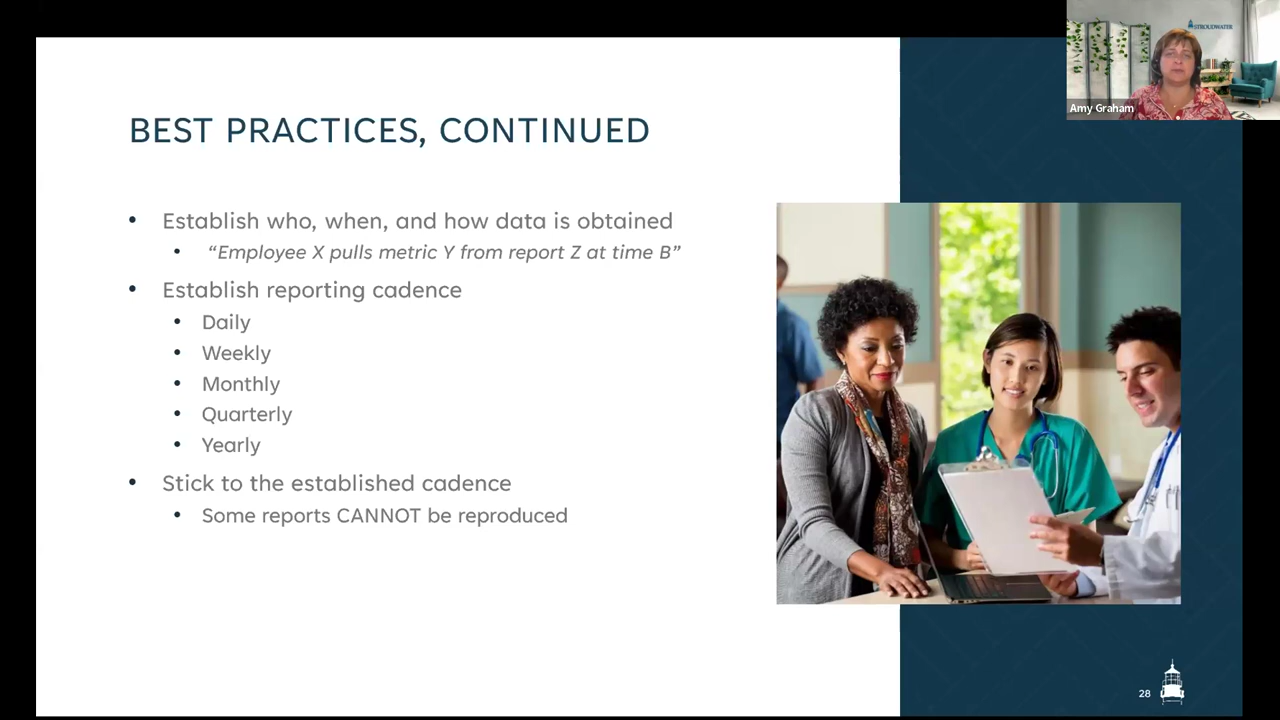 STROUDWATER
Amy Graham
BEST PRACTICES, CONTINUED
• Establish who, when, and how data is obtained
• “Employee X pulls metric Y from report Z at time B”
• Establish reporting cadence
• Daily
• Weekly
• Monthly
• Quarterly
• Yearly
• Stick to the established cadence
• Some reports CANNOT be reproduced
28